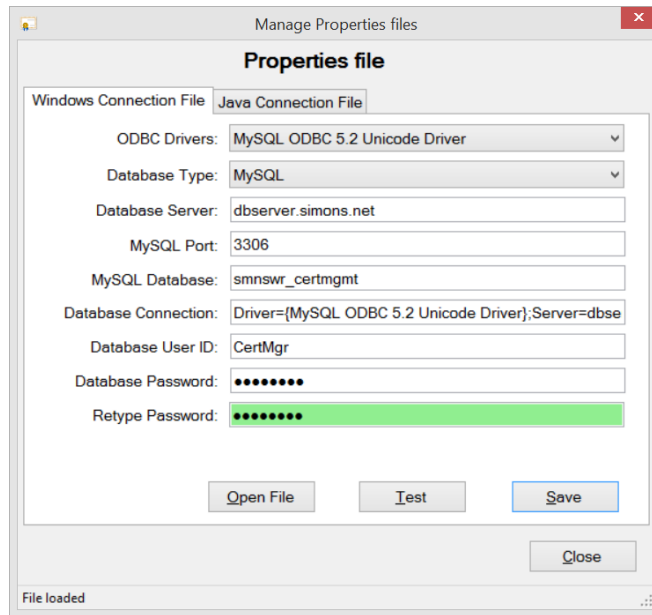 Manage Properties files
Properties file
Windows Connection File Java Connection File
ODBC Drivers: MySQL ODBC 5.2 Unicode Driver
Database Type: MySQL
Database Server: dbserver.simons.net
MySQL Port: 3306
MySQL Database: smnswr_certmgmt
Database Connection: Driver={MySQL ODBC 5.2 Unicode Driver};Server=dbse
Database User ID: CertMgr
Database Password: ●●●●●●●●
Retype Password: ●●●●●●●●
Open File Test Save
Close
File loaded